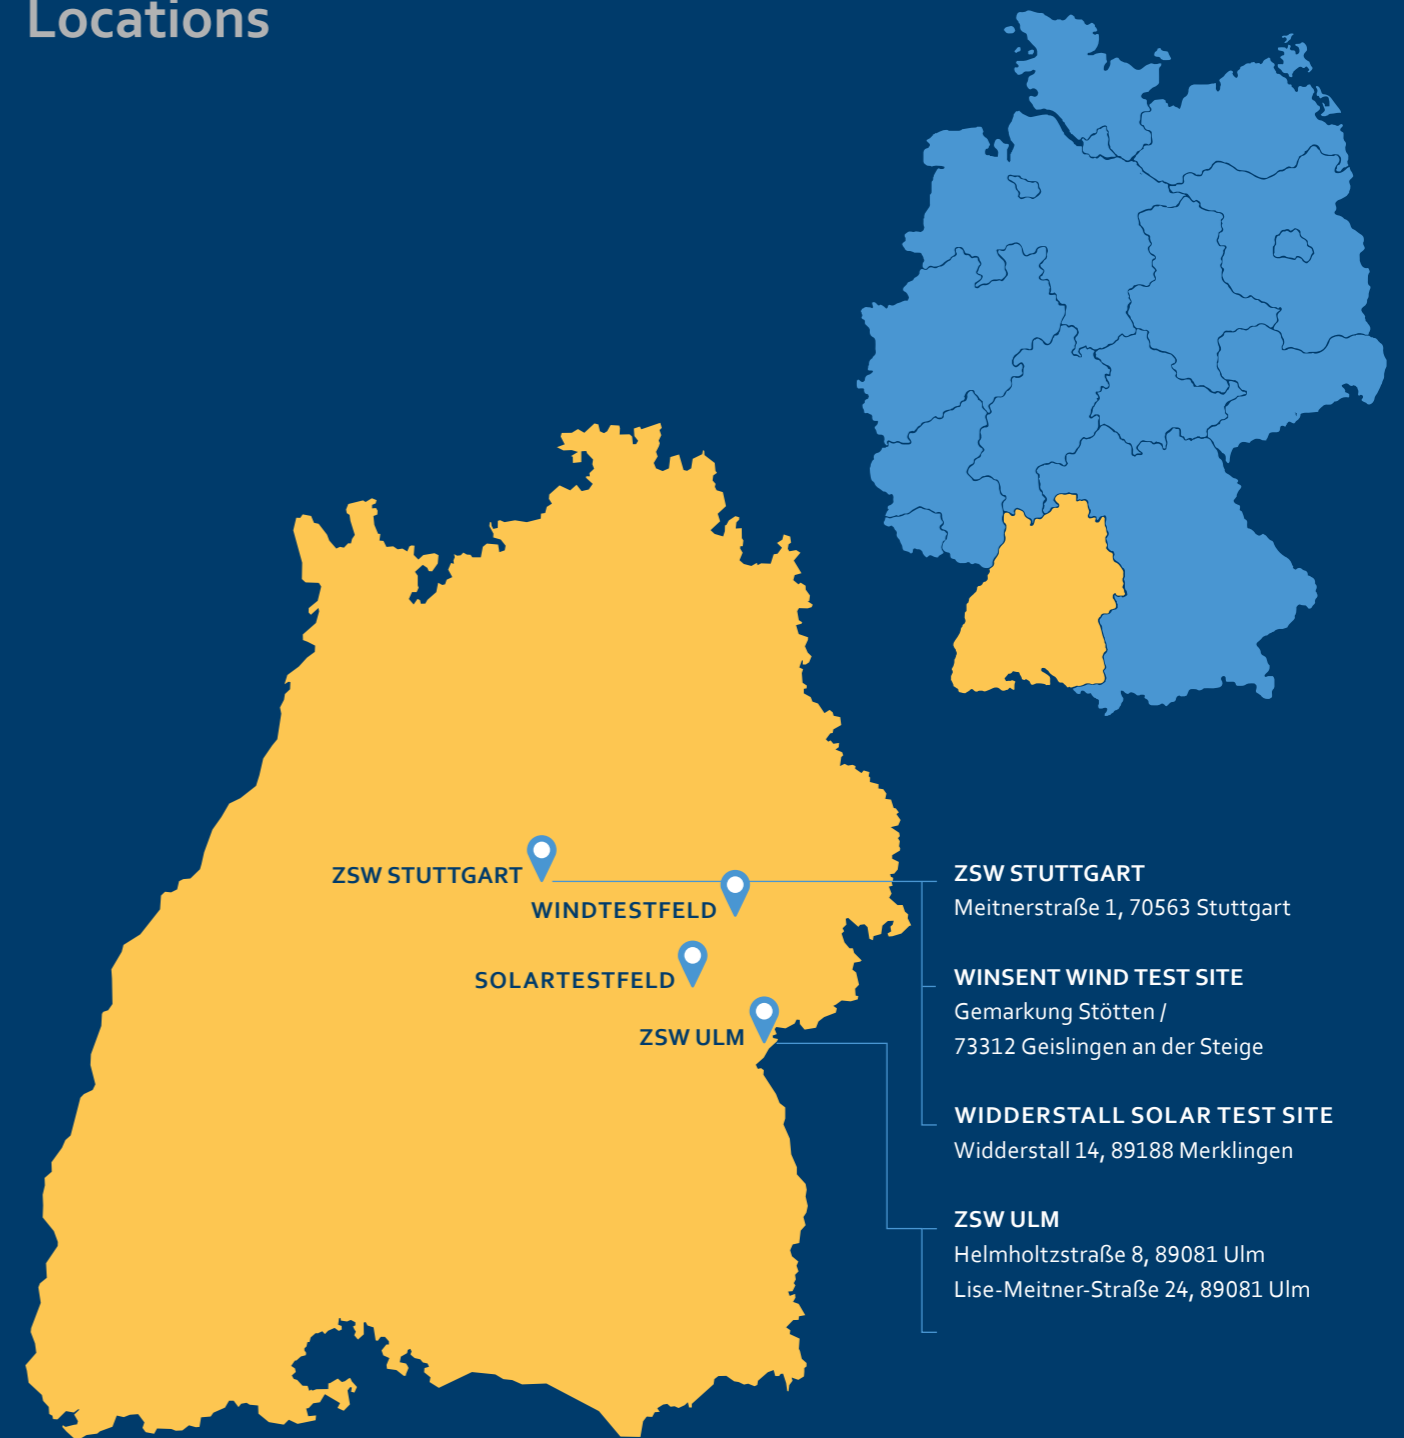 Locations
ZSW STUTTGART
WINDTESTFELD
SOLARTESTFELD
ZSW ULM
ZSW STUTTGART
Meitnerstraße 1, 70563 Stuttgart
WINSENT WIND TEST SITE
Gemarkung Stötten /
73312 Geislingen an der Steige
WIDDERSTALL SOLAR TEST SITE
Widderstall 14, 89188 Merklingen
ZSW ULM
Helmholtzstraße 8, 89081 Ulm
Lise-Meitner-Straße 24, 89081 Ulm